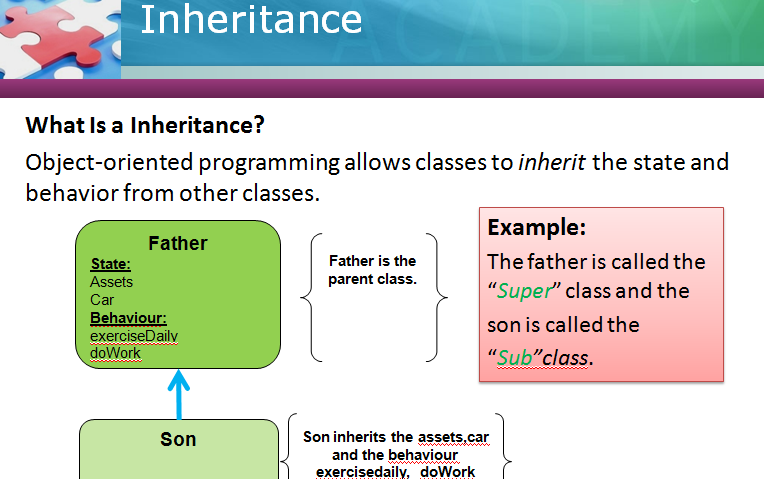 Inheritance
ACADEMY
What Is a Inheritance?
Object-oriented programming allows classes to inherit the state and
behavior from other classes.
Father
State:
Assets
Car
Behaviour:
exerciseDaily
doWork
Father is the
parent class.
Example:
The father is called the
“Super” class and the
son is called the
“Sub”class.
Son
Son inherits the assets,car
and the behaviour
exercisedaily, doWork